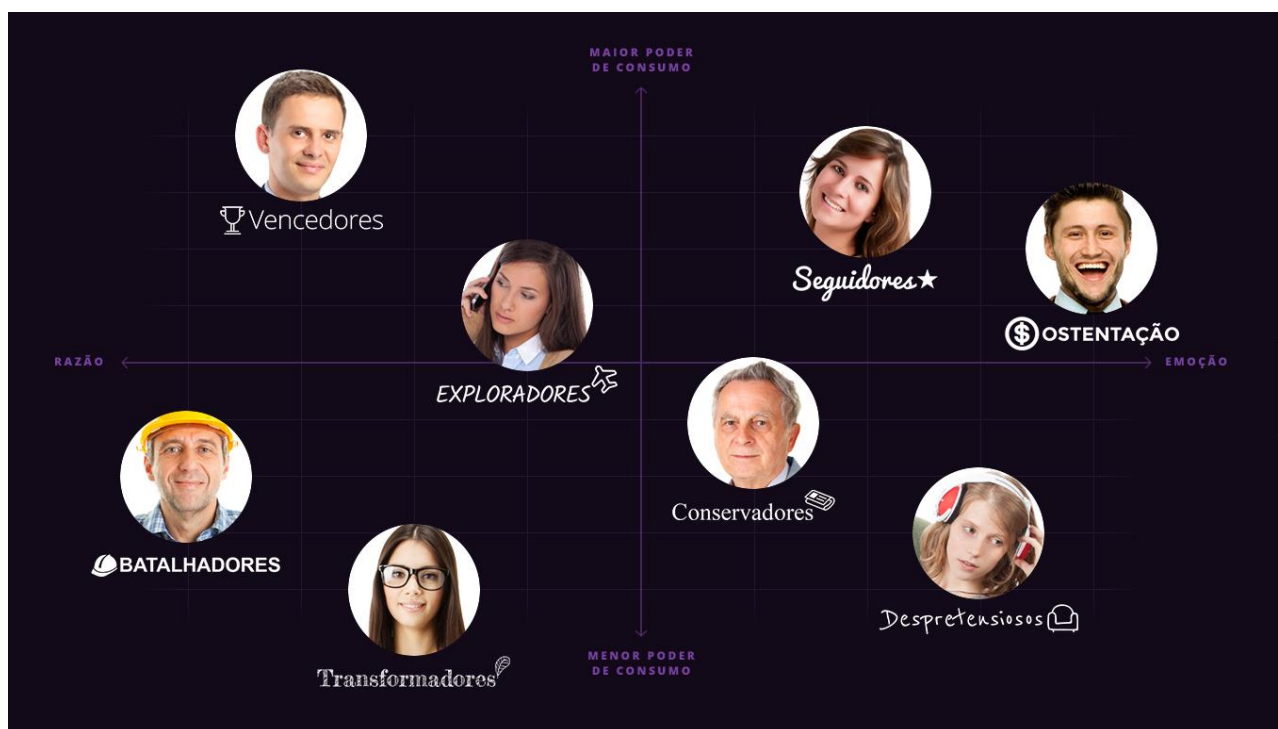 MAIOR PODER
DE CONSUMO
Vencedores
Seguidores
$ OSTENTAÇÃO
RAZÃO
EMOÇÃO
EXPLORADORES
Conservadores
BATALHADORES
Despretensiosos
MENOR PODER
DE CONSUMO
Transformadores